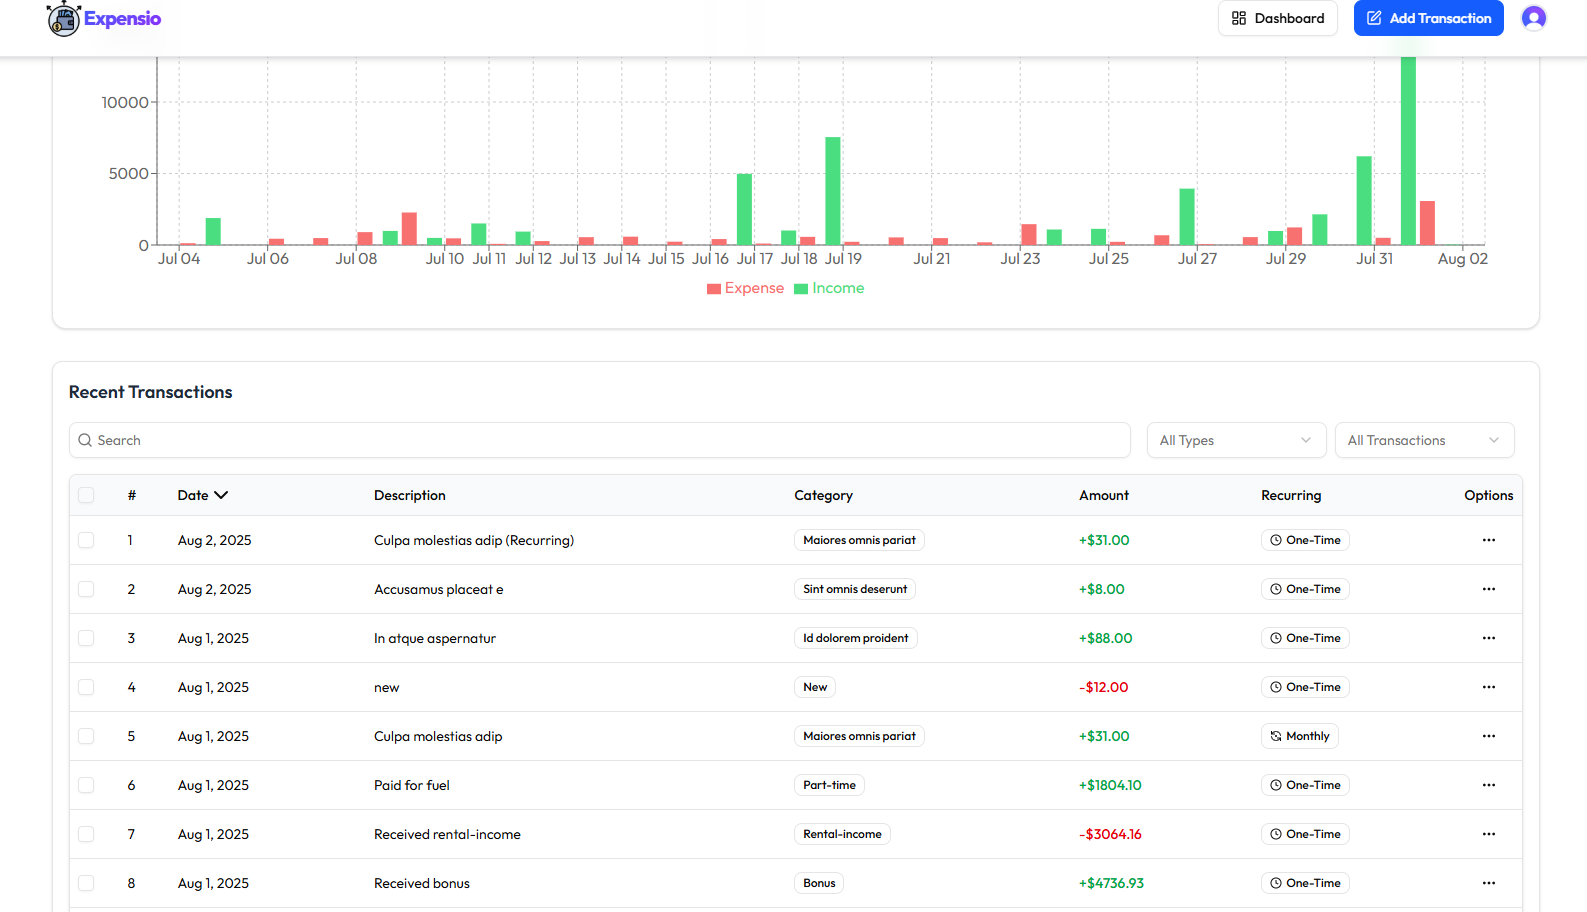 Expensio
Dashboard
Add Transaction
10000
5000
0
Jul 04 Jul 06 Jul 08 Jul 10 Jul 11 Jul 12 Jul 13 Jul 14 Jul 15 Jul 16 Jul 17 Jul 18 Jul 19 Jul 21 Jul 23 Jul 25 Jul 27 Jul 29 Jul 31 Aug 02
Expense Income
Recent Transactions
Search All Types All Transactions
# Date Description Category Amount Recurring Options
1 Aug 2, 2025 Culpa molestias adip (Recurring) Maiores omnis pariat +$31.00 One-Time
2 Aug 2, 2025 Accusamus placeat e Sint omnis deserunt +$8.00 One-Time
3 Aug 1, 2025 In atque aspernatur Id dolorem proident +$88.00 One-Time
4 Aug 1, 2025 new New -$12.00 One-Time
5 Aug 1, 2025 Culpa molestias adip Maiores omnis pariat +$31.00 Monthly
6 Aug 1, 2025 Paid for fuel Part-time +$1804.10 One-Time
7 Aug 1, 2025 Received rental-income Rental-income -$3064.16 One-Time
8 Aug 1, 2025 Received bonus Bonus +$4736.93 One-Time